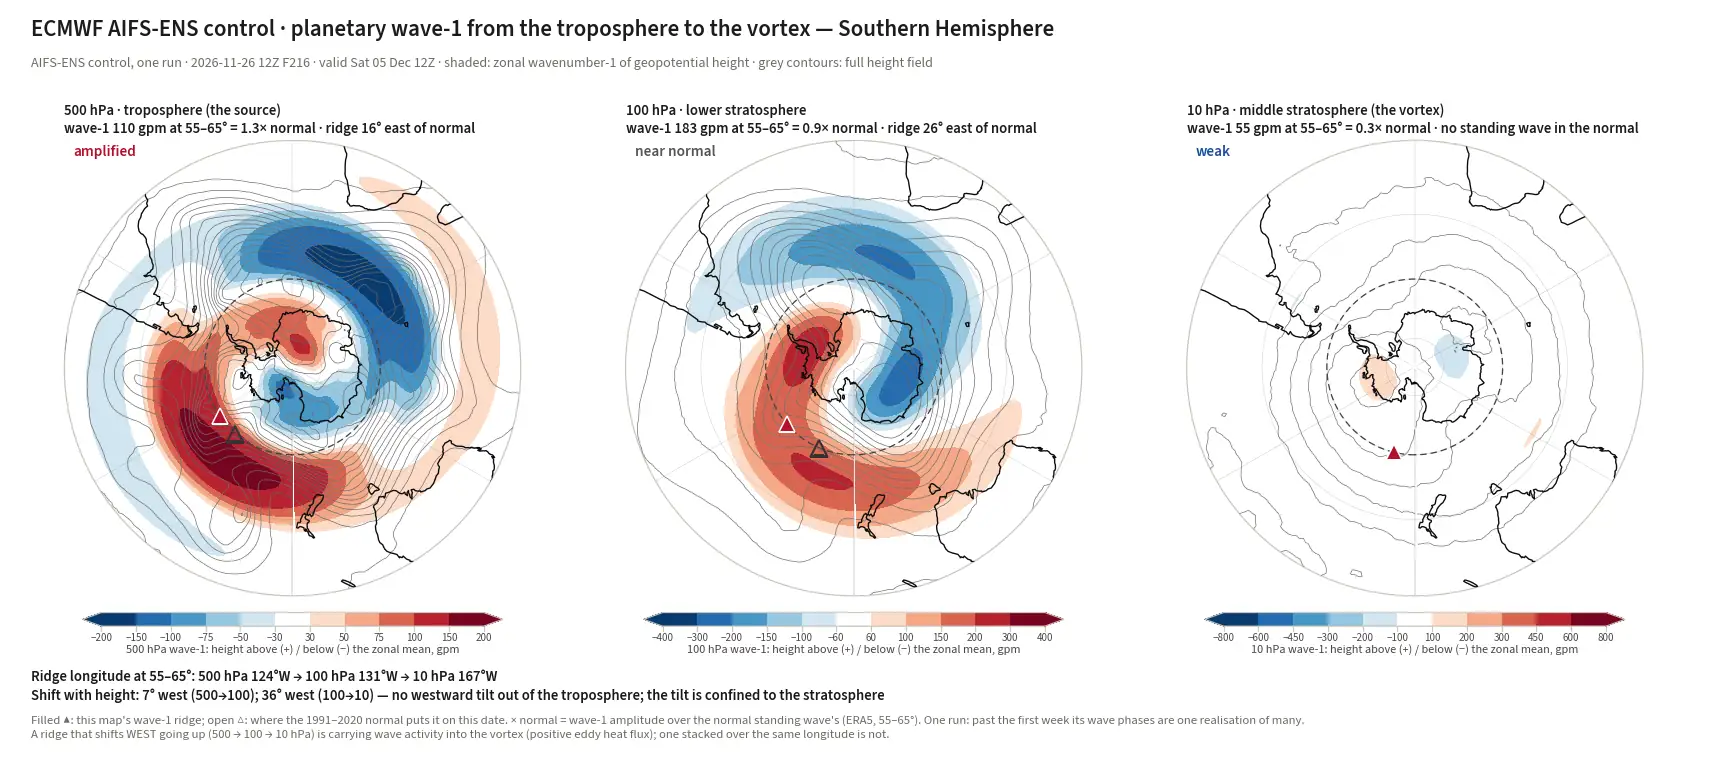 ECMWF AIFS-ENS control · planetary wave-1 from the troposphere to the vortex — Southern Hemisphere
AIFS-ENS control, one run · 2026-11-26 12Z F216 · valid Sat 05 Dec 12Z · shaded: zonal wavenumber-1 of geopotential height · grey contours: full height field
500 hPa · troposphere (the source)
wave-1 110 gpm at 55–65° = 1.3× normal · ridge 16° east of normal
amplified
100 hPa · lower stratosphere
wave-1 183 gpm at 55–65° = 0.9× normal · ridge 26° east of normal
near normal
10 hPa · middle stratosphere (the vortex)
wave-1 55 gpm at 55–65° = 0.3× normal · no standing wave in the normal
weak
−200 −150 −100 −75 −50 −30 30 50 75 100 150 200
500 hPa wave-1: height above (+) / below (−) the zonal mean, gpm
−400 −300 −200 −150 −100 −60 60 100 150 200 300 400
100 hPa wave-1: height above (+) / below (−) the zonal mean, gpm
−800 −600 −450 −300 −200 −100 100 200 300 450 600 800
10 hPa wave-1: height above (+) / below (−) the zonal mean, gpm
Ridge longitude at 55–65°: 500 hPa 124°W → 100 hPa 131°W → 10 hPa 167°W
Shift with height: 7° west (500→100); 36° west (100→10) — no westward tilt out of the troposphere; the tilt is confined to the stratosphere
Filled ▲: this map's wave-1 ridge; open △: where the 1991–2020 normal puts it on this date. × normal = wave-1 amplitude over the normal standing wave's (ERA5, 55–65°). One run: past the first week its wave phases are one realisation of many.
A ridge that shifts WEST going up (500 → 100 → 10 hPa) is carrying wave activity into the vortex (positive eddy heat flux); one stacked over the same longitude is not.